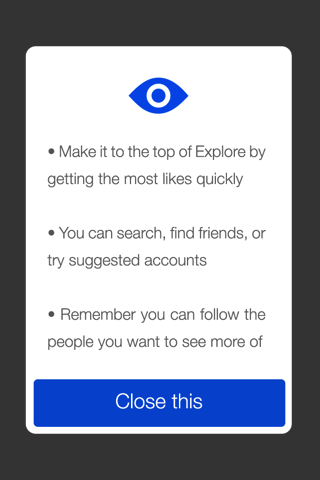 • Make it to the top of Explore by
getting the most likes quickly
• You can search, find friends, or
try suggested accounts
• Remember you can follow the
people you want to see more of
Close this